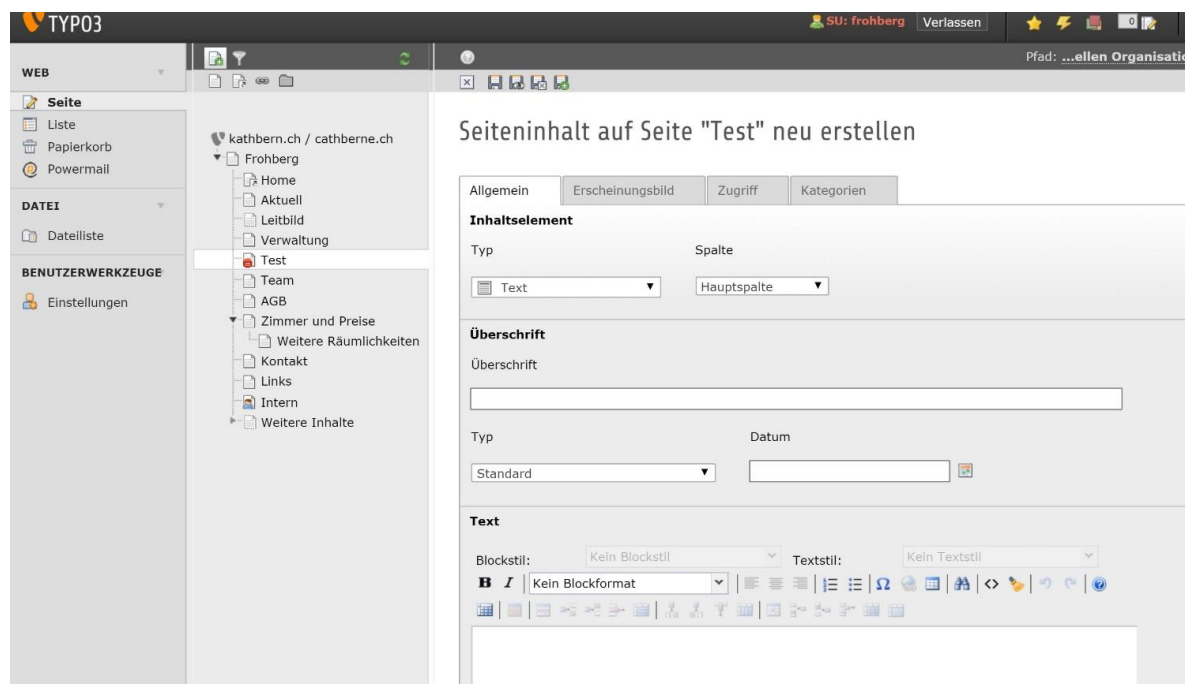 TYPO3
SU: frohberg Verlassen 0
Pfad: ...ellen Organisatio
WEB
Seite
Liste
Papierkorb
Powermail
DATEI
Dateiliste
BENUTZERWERKZEUGE
Einstellungen
kathbern.ch / cathberne.ch
Frohberg
Home
Aktuell
Leitbild
Verwaltung
Test
Team
AGB
Zimmer und Preise
Weitere Räumlichkeiten
Kontakt
Links
Intern
Weitere Inhalte
Seiteninhalt auf Seite "Test" neu erstellen
Allgemein Erscheinungsbild Zugriff Kategorien
Inhaltselement
Typ Spalte
Text Hauptspalte
Überschrift
Überschrift
Typ Datum
Standard
Text
Blockstil: Kein Blockstil Textstil: Kein Textstil
B I Kein Blockformat Ω